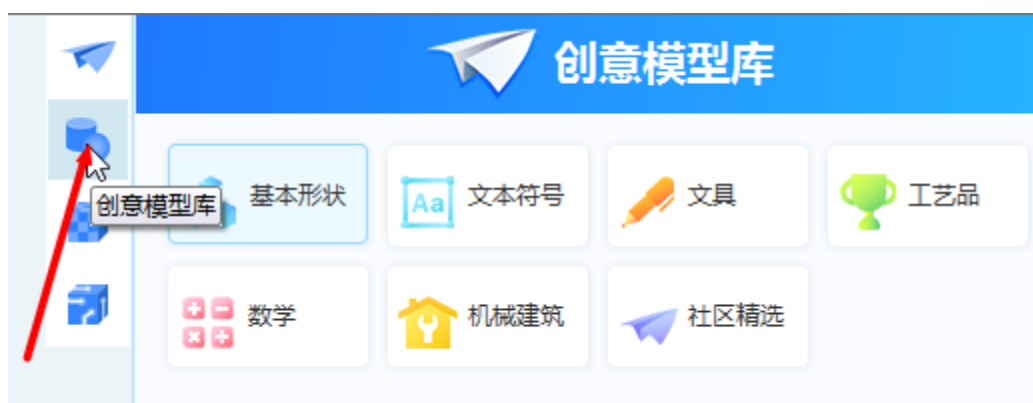 创意模型库
创意模型库
基本形状
Aa 文本符号
文具
工艺品
数学
机械建筑
社区精选